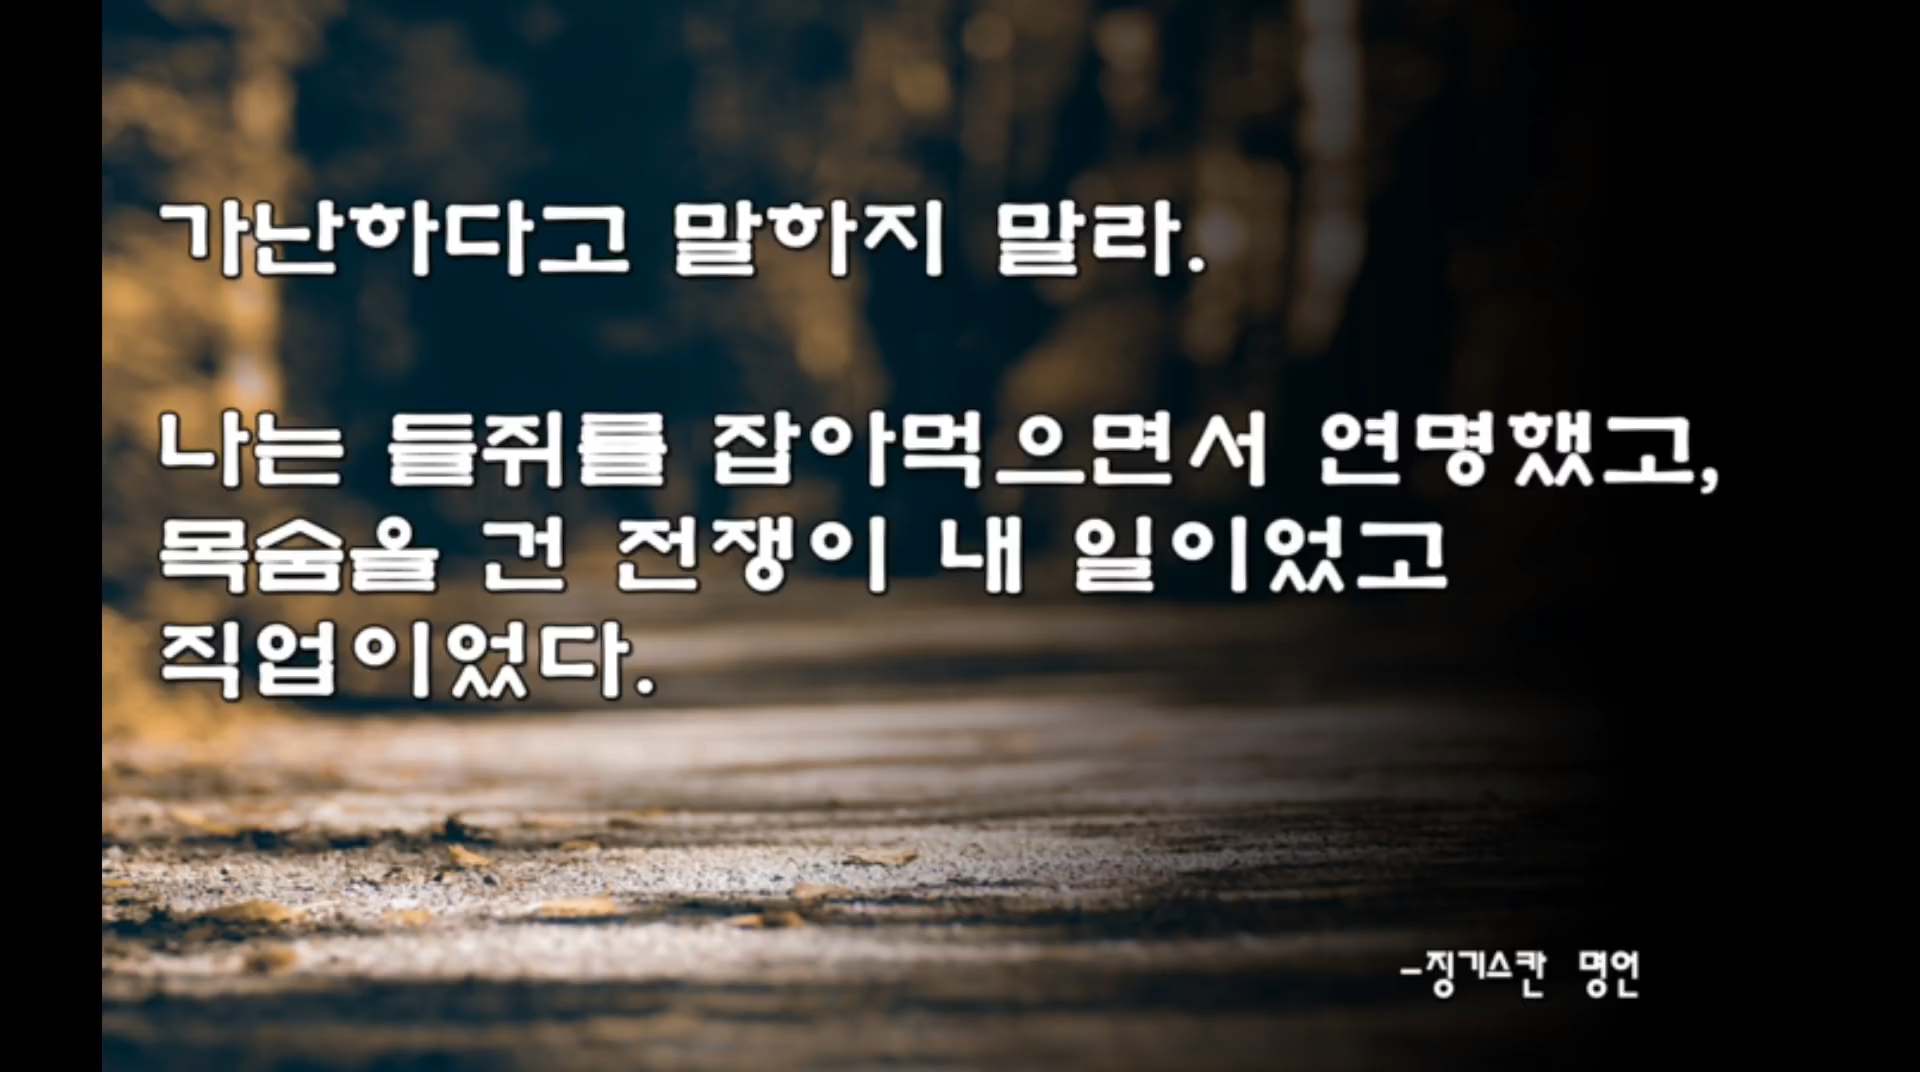 가난하다고 말하지 말라.
나는 들쥐를 잡아먹으면서 연명했고,
목숨을 건 전쟁이 내 일이었고
직업이었다.
-징기스칸 명언